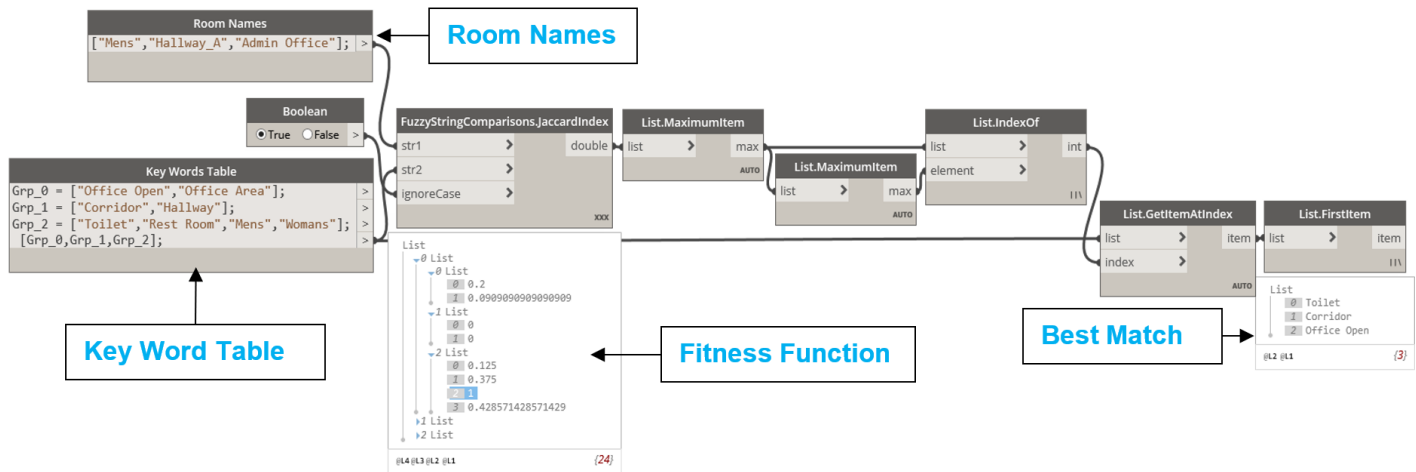 Room Names
["Mens","Hallway_A","Admin Office"]; >
Room Names
Boolean
True False >
Key Words Table
Grp_0 = ["Office Open","Office Area"]; >
Grp_1 = ["Corridor","Hallway"]; >
Grp_2 = ["Toilet","Rest Room","Mens","Womans"]; >
[Grp_0,Grp_1,Grp_2]; >
Key Word Table
FuzzyStringComparisons.JaccardIndex
str1 > double
str2 >
ignoreCase >
xxx
List
0 List
0 List
0 0.2
1 0.0909090909090909
1 List
0 0
1 0
2 List
0 0.125
1 0.375
2 1
3 0.428571428571429
1 List
2 List
@L4 @L3 @L2 @L1 {24}
Fitness Function
List.MaximumItem
list > max
AUTO
List.MaximumItem
list > max
AUTO
List.IndexOf
list > int
element >
List.GetItemAtIndex
list > item
index >
AUTO
List.FirstItem
list > item
List
0 Toilet
1 Corridor
2 Office Open
@L2 @L1 {3}
Best Match